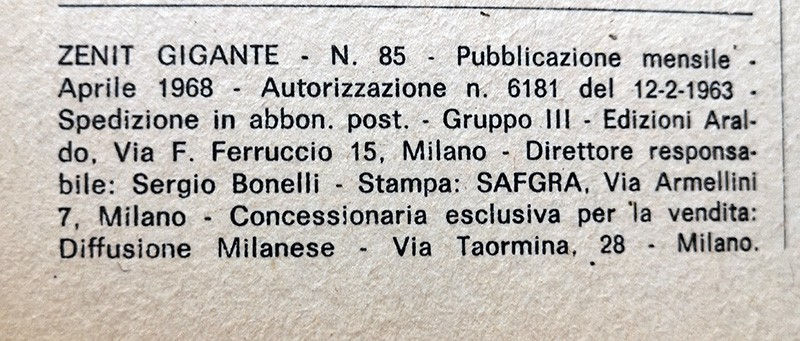 ZENIT GIGANTE - N. 85 - Pubblicazione mensile -
Aprile 1968 - Autorizzazione n. 6181 del 12-2-1963 -
Spedizione in abbon. post. - Gruppo III - Edizioni Aral-
do, Via F. Ferruccio 15, Milano - Direttore responsa-
bile: Sergio Bonelli - Stampa: SAFGRA, Via Armellini
7, Milano - Concessionaria esclusiva per la vendita:
Diffusione Milanese - Via Taormina, 28 - Milano.